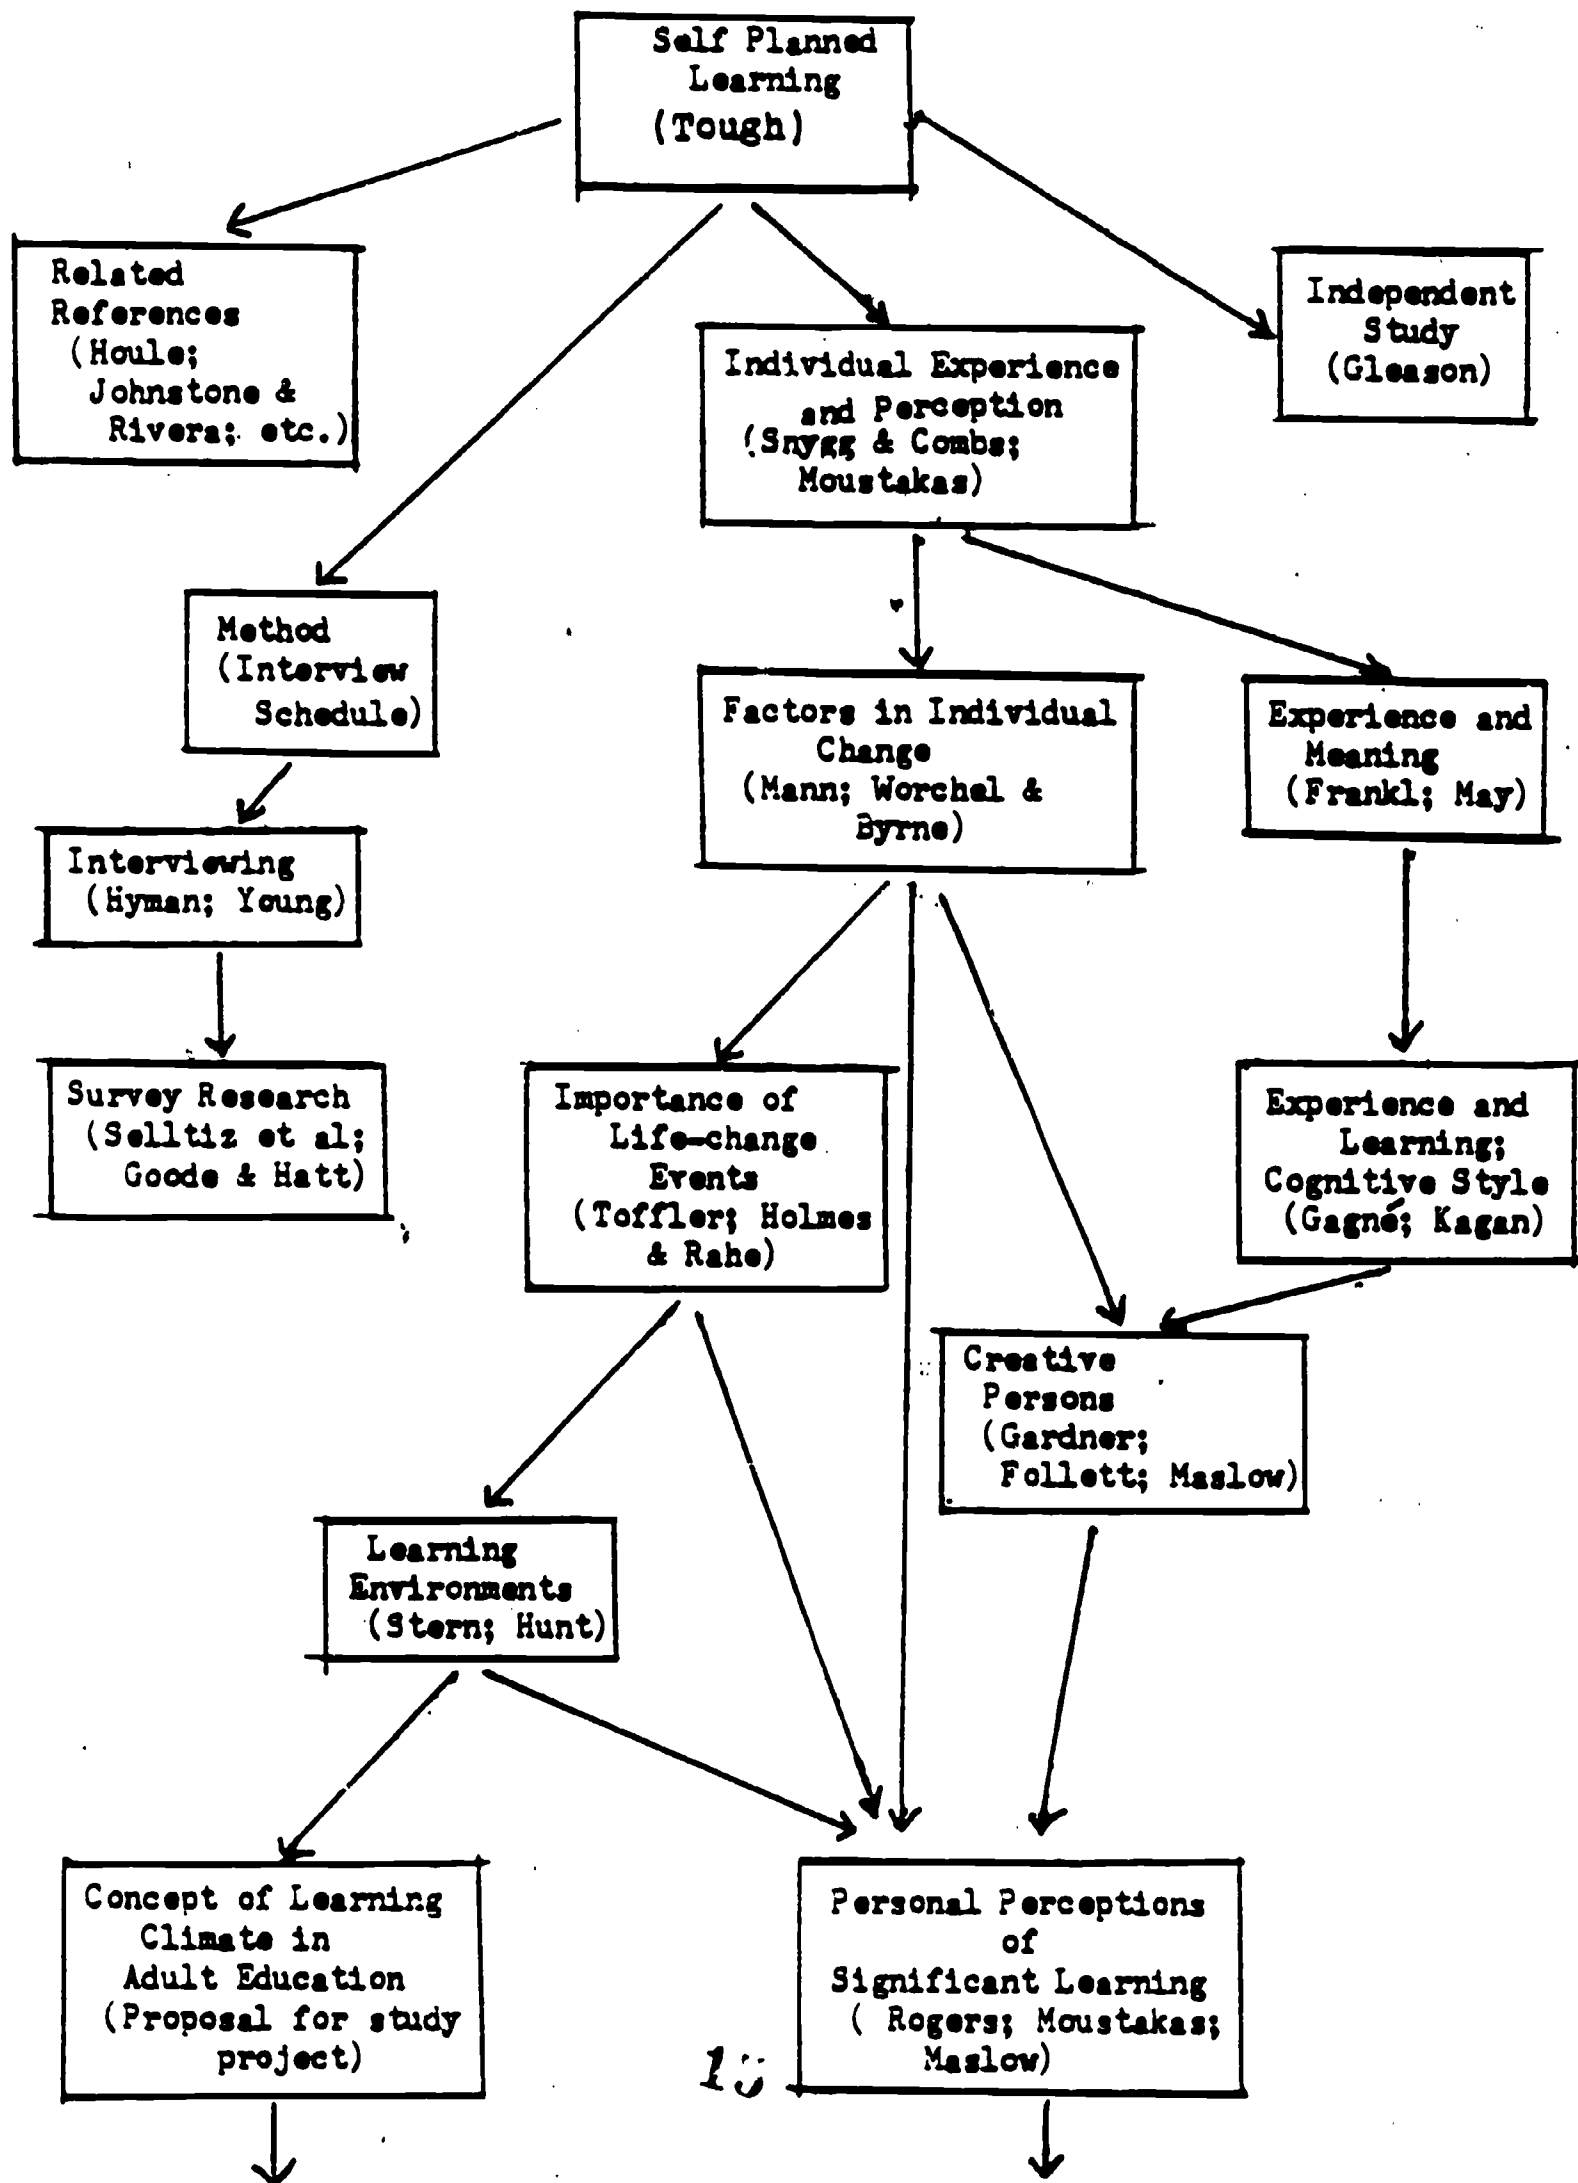 Self Planned
Learning
(Tough)
Related
References
(Houle;
Johnstone &
Rivera; etc.)
Independent
Study
(Gleason)
Individual Experience
and Perception
(Snygg & Combs;
Moustakas)
Method
(Interview
Schedule)
Factors in Individual
Change
(Mann; Worchel &
Byrne)
Experience and
Meaning
(Frankl; May)
Interviewing
(Hyman; Young)
Survey Research
(Selltiz et al;
Goode & Hatt)
Importance of
Life-change
Events
(Toffler; Holmes
& Rahe)
Experience and
Learning;
Cognitive Style
(Gagné; Kagan)
Creative
Persons
(Gardner;
Follett; Maslow)
Learning
Environments
(Stern; Hunt)
Concept of Learning
Climate in
Adult Education
(Proposal for study
project)
Personal Perceptions
of
Significant Learning
( Rogers; Moustakas;
Maslow)